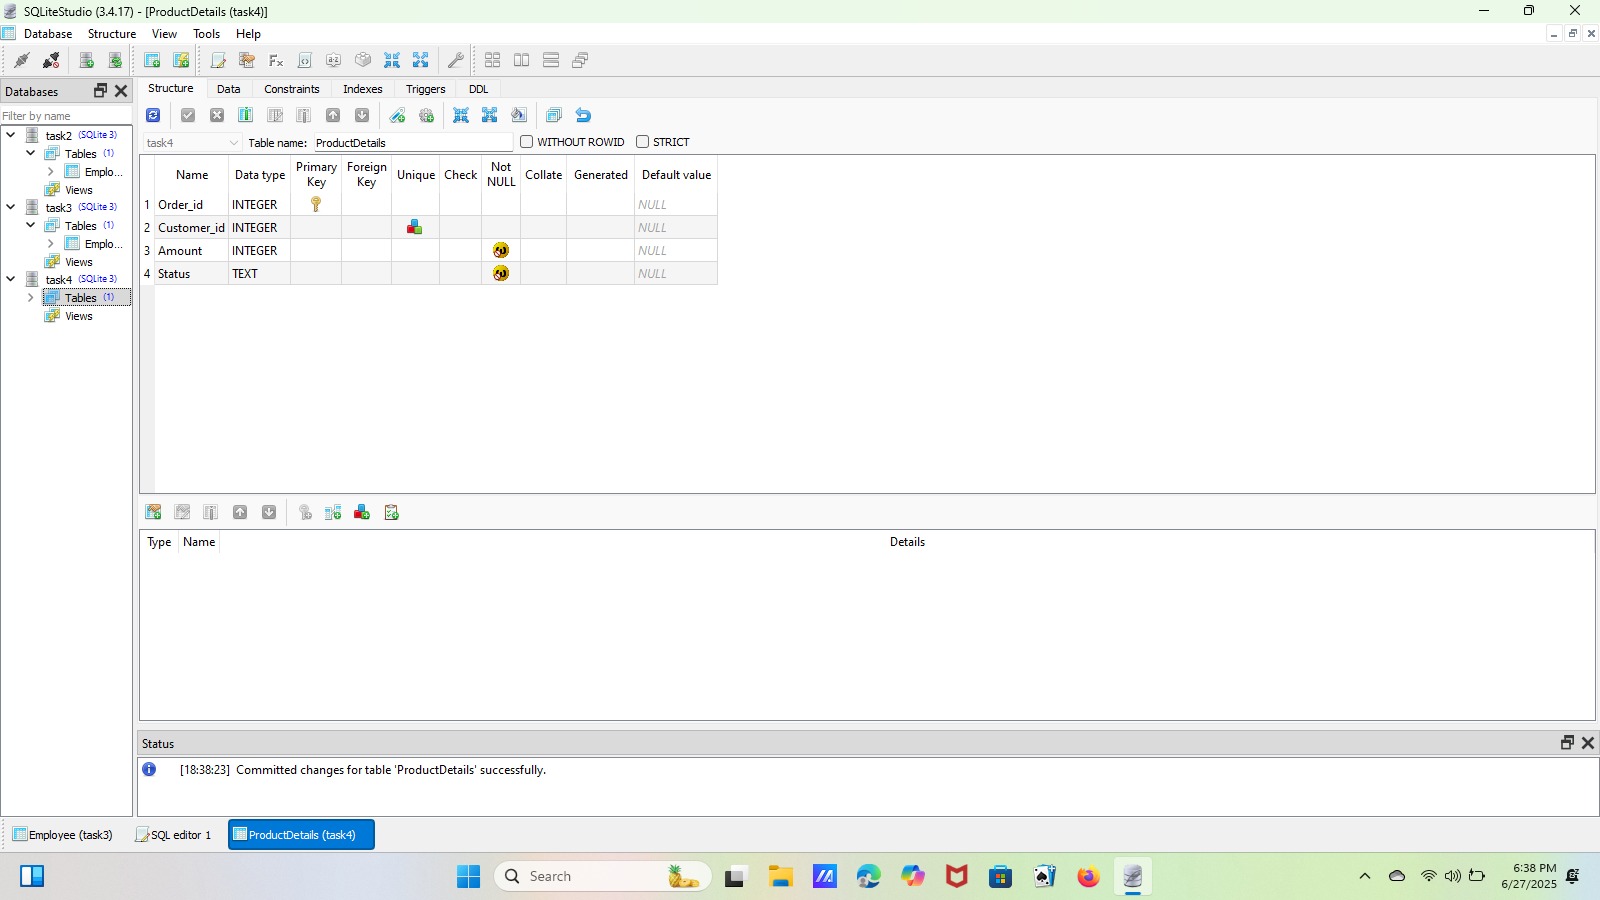 SQLiteStudio (3.4.17) - [ProductDetails (task4)]
Database Structure View Tools Help
Databases
Filter by name
task2 (SQLite 3)
Tables (1)
Emplo...
Views
task3 (SQLite 3)
Tables (1)
Emplo...
Views
task4 (SQLite 3)
Tables (1)
Views
Structure Data Constraints Indexes Triggers DDL
task4 Table name: ProductDetails WITHOUT ROWID STRICT
Name Data type Primary Key Foreign Key Unique Check Not NULL Collate Generated Default value
1 Order_id INTEGER NULL
2 Customer_id INTEGER NULL
3 Amount INTEGER NULL
4 Status TEXT NULL
Type Name Details
Status
[18:38:23] Committed changes for table 'ProductDetails' successfully.
Employee (task3) SQL editor 1 ProductDetails (task4)
Search
6:38 PM
6/27/2025